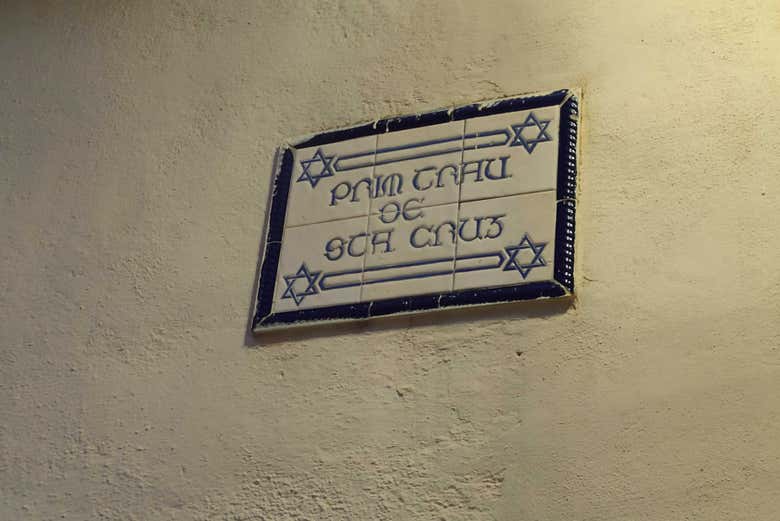 PRIM TRAV.
DE
STA CRUZ